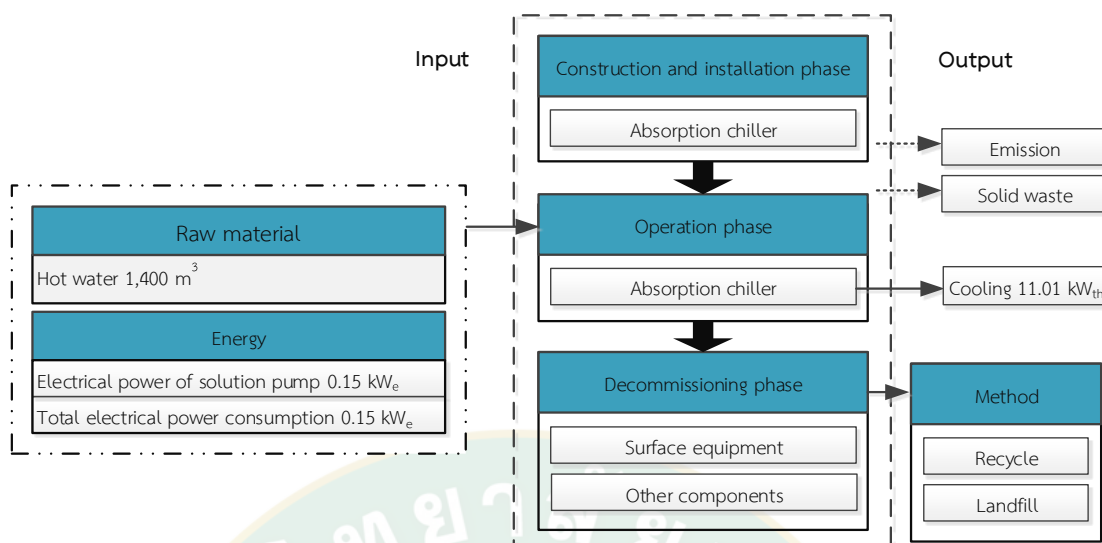 Input
Construction and installation phase
Output
Absorption chiller
Emission
Solid waste
Raw material
Hot water 1,400 m³
Operation phase
Absorption chiller
Cooling 11.01 kWth
Energy
Electrical power of solution pump 0.15 kWe
Total electrical power consumption 0.15 kWe
Decommissioning phase
Surface equipment
Other components
Method
Recycle
Landfill